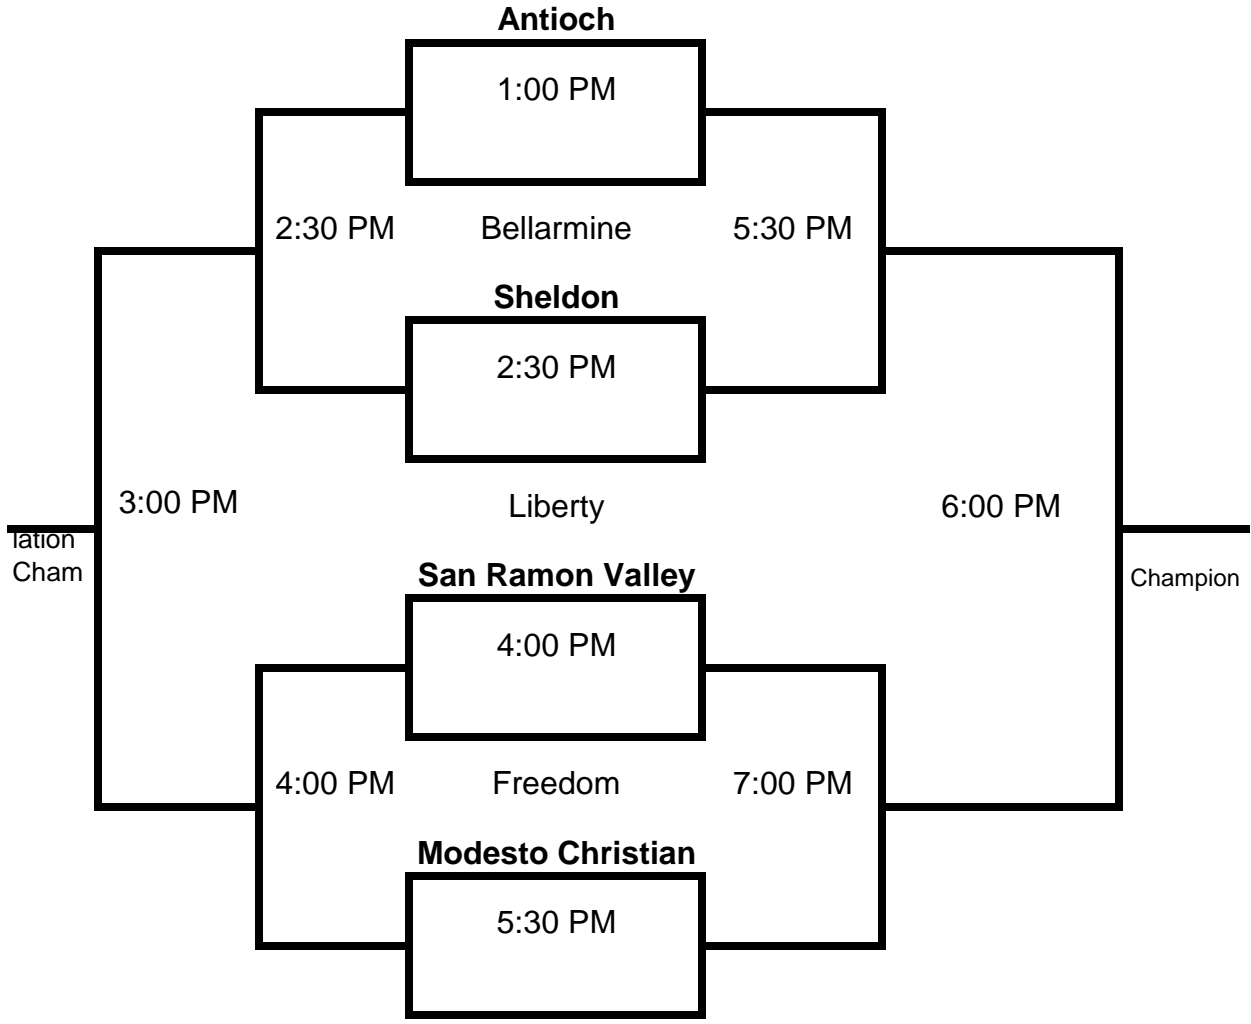 Antioch
1:00 PM
2:30 PM Bellarmine 5:30 PM
Sheldon
2:30 PM
3:00 PM Liberty 6:00 PM
lation
Cham
San Ramon Valley
Champion
4:00 PM
4:00 PM Freedom 7:00 PM
Modesto Christian
5:30 PM